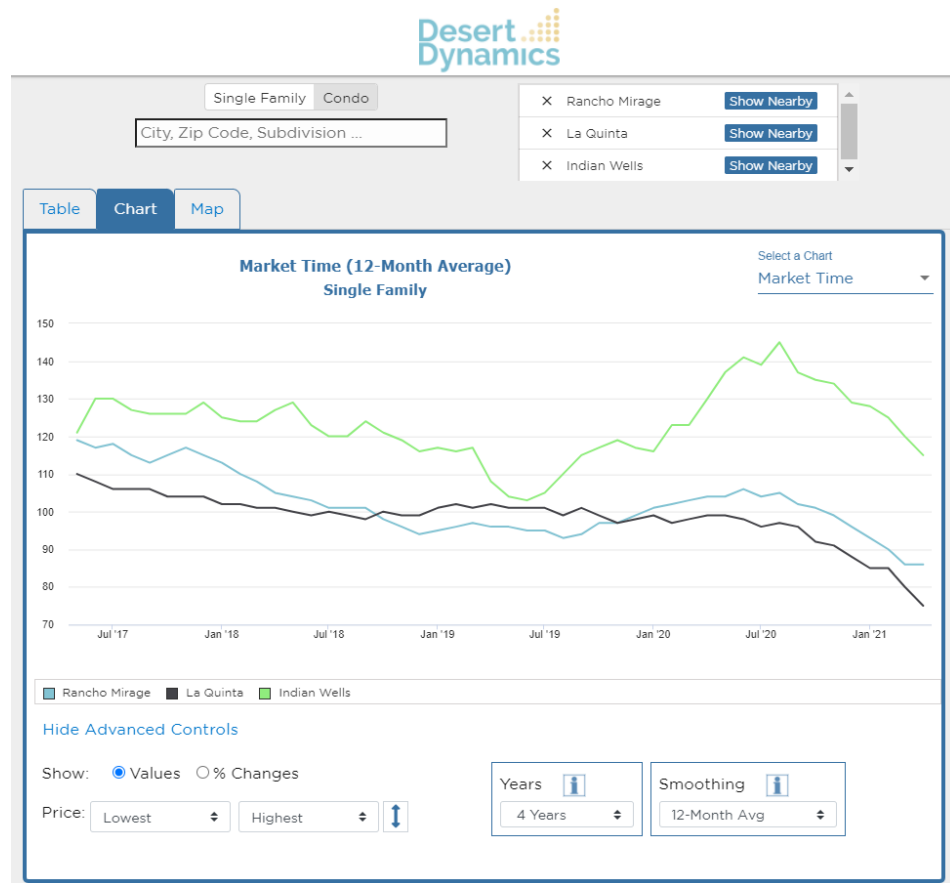 Desert
Dynamics
Single Family Condo
City, Zip Code, Subdivision ...
× Rancho Mirage Show Nearby
× La Quinta Show Nearby
× Indian Wells Show Nearby
Table Chart Map
Market Time (12-Month Average)
Single Family
Select a Chart
Market Time
150
140
130
120
110
100
90
80
70
Jul '17 Jan '18 Jul '18 Jan '19 Jul '19 Jan '20 Jul '20 Jan '21
Rancho Mirage La Quinta Indian Wells
Hide Advanced Controls
Show: Values % Changes
Price: Lowest Highest
Years i
4 Years
Smoothing i
12-Month Avg